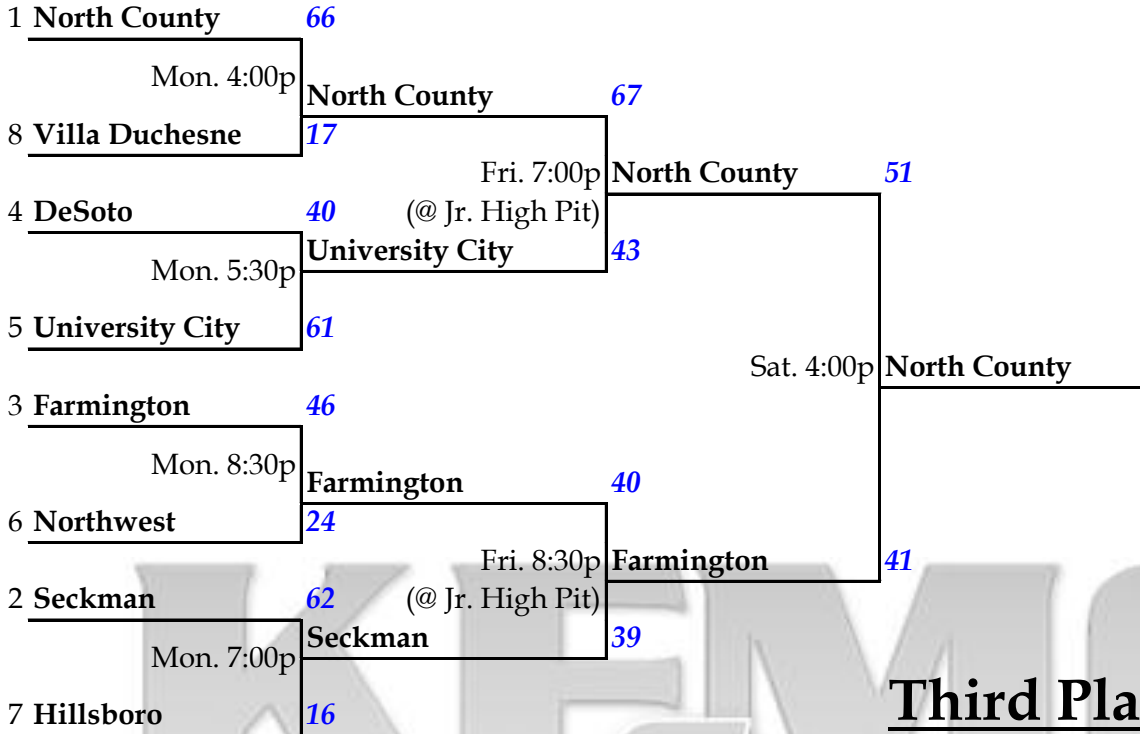 1 North County 66
Mon. 4:00p
North County 67
8 Villa Duchesne 17
Fri. 7:00p North County 51
4 DeSoto 40 (@ Jr. High Pit)
University City 43
Mon. 5:30p
5 University City 61
Sat. 4:00p North County
3 Farmington 46
Mon. 8:30p
Farmington 40
6 Northwest 24
Fri. 8:30p Farmington 41
2 Seckman 62 (@ Jr. High Pit)
Seckman 39
Mon. 7:00p
7 Hillsboro 16
Third Pla